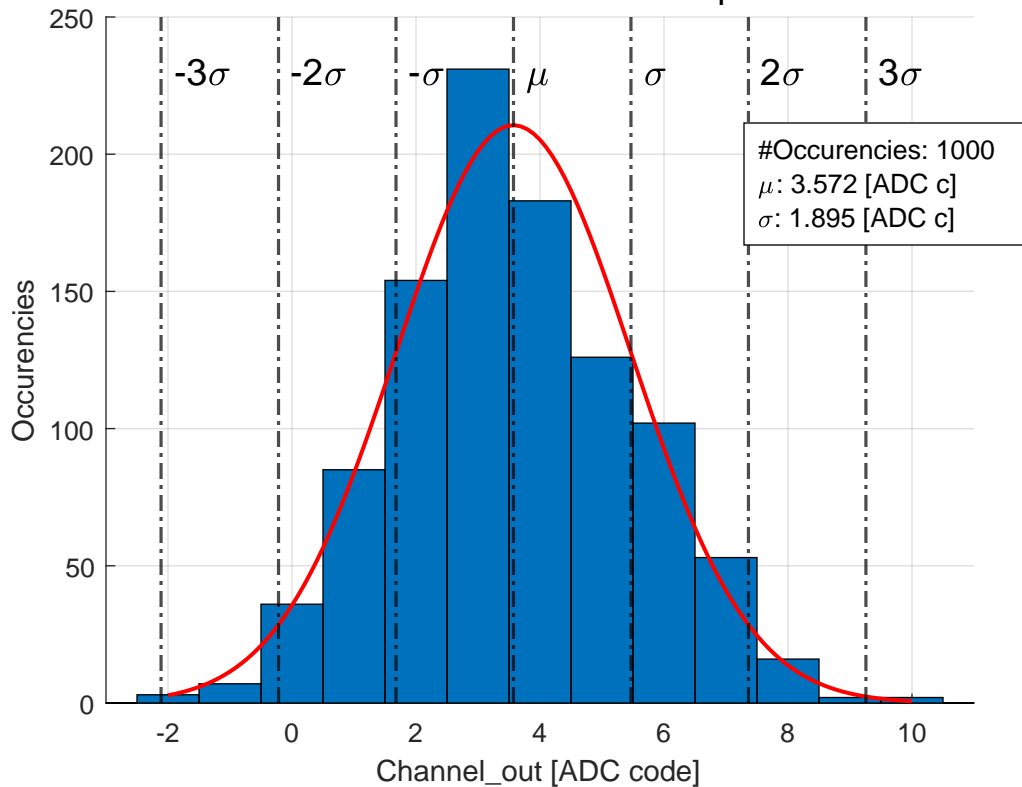 250
-3σ -2σ -σ μ σ 2σ 3σ
#Occurencies: 1000
μ: 3.572 [ADC c]
σ: 1.895 [ADC c]
200
150
100
50
0
Occurencies
-2 0 2 4 6 8 10
Channel_out [ADC code]